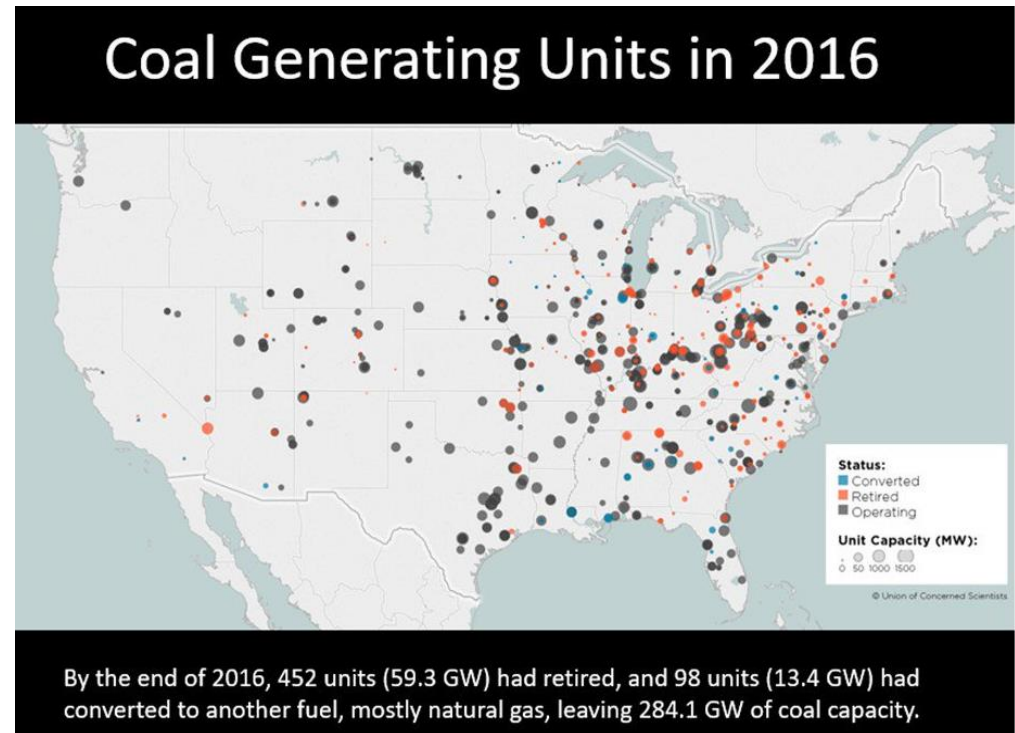 Coal Generating Units in 2016
Status:
Converted
Retired
Operating
Unit Capacity (MW):
0 50 1000 1500
© Union of Concerned Scientists
By the end of 2016, 452 units (59.3 GW) had retired, and 98 units (13.4 GW) had
converted to another fuel, mostly natural gas, leaving 284.1 GW of coal capacity.